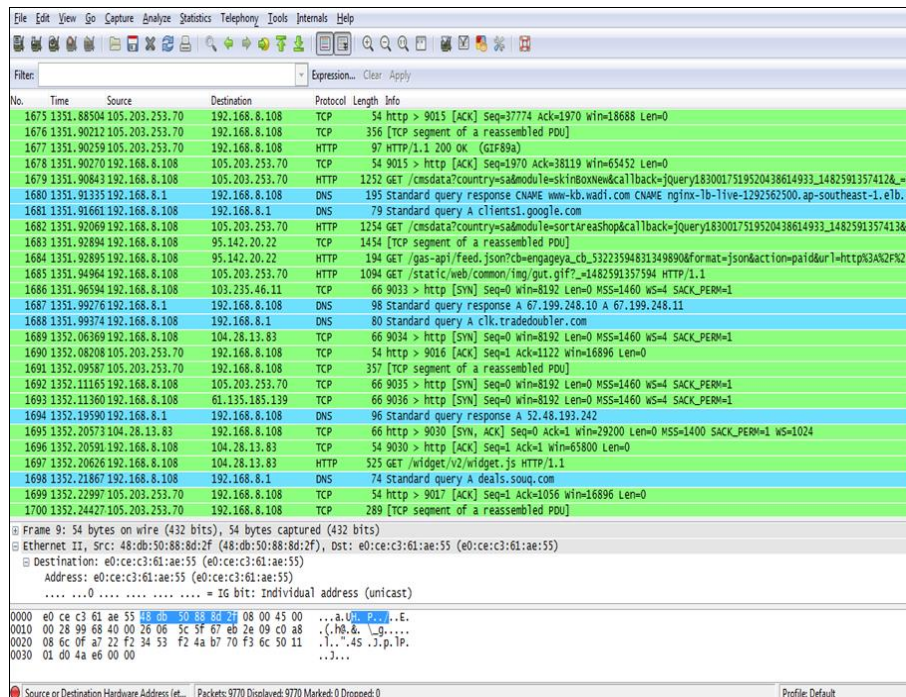 File Edit View Go Capture Analyze Statistics Telephony Tools Internals Help
Filter: Expression... Clear Apply
No. Time Source Destination Protocol Length Info
1675 1351.88504 105.203.253.70 192.168.8.108 TCP 54 http > 9015 [ACK] Seq=37774 Ack=1970 Win=18688 Len=0
1676 1351.90212 105.203.253.70 192.168.8.108 TCP 356 [TCP segment of a reassembled PDU]
1677 1351.90259 105.203.253.70 192.168.8.108 HTTP 97 HTTP/1.1 200 OK (GIF89a)
1678 1351.90270 192.168.8.108 105.203.253.70 TCP 54 9015 > http [ACK] Seq=1970 Ack=38119 Win=65452 Len=0
1679 1351.90843 192.168.8.108 105.203.253.70 HTTP 1252 GET /cmsdata?country=sa&module=skinBoxNew&callback=jQuery18300175195204386​14933_1482591357412&_=
1680 1351.91335 192.168.8.1 192.168.8.108 DNS 195 Standard query response CNAME www-kb.wadi.com CNAME nginx-lb-live-1292562500.ap-southeast-1.elb.
1681 1351.91661 192.168.8.108 192.168.8.1 DNS 79 Standard query A clients1.google.com
1682 1351.92069 192.168.8.108 105.203.253.70 HTTP 1254 GET /cmsdata?country=sa&module=sortAreaShop&callback=jQuery1830017519520438614933_1482591357413&
1683 1351.92894 192.168.8.108 95.142.20.22 TCP 1454 [TCP segment of a reassembled PDU]
1684 1351.92895 192.168.8.108 95.142.20.22 HTTP 194 GET /gas-api/feed.json?cb=engageya_cb_53223594831349890&format=json&action=paid&url=http%3A%2F%2
1685 1351.94964 192.168.8.108 105.203.253.70 HTTP 1094 GET /static/web/common/img/gut.gif?_=1482591357594 HTTP/1.1
1686 1351.96594 192.168.8.108 103.235.46.11 TCP 66 9033 > http [SYN] Seq=0 Win=8192 Len=0 MSS=1460 WS=4 SACK_PERM=1
1687 1351.99276 192.168.8.1 192.168.8.108 DNS 98 Standard query response A 67.199.248.10 A 67.199.248.11
1688 1351.99374 192.168.8.108 192.168.8.1 DNS 80 Standard query A clk.tradedoubler.com
1689 1352.06369 192.168.8.108 104.28.13.83 TCP 66 9034 > http [SYN] Seq=0 Win=8192 Len=0 MSS=1460 WS=4 SACK_PERM=1
1690 1352.08208 105.203.253.70 192.168.8.108 TCP 54 http > 9016 [ACK] Seq=1 Ack=1122 Win=16896 Len=0
1691 1352.09587 105.203.253.70 192.168.8.108 TCP 357 [TCP segment of a reassembled PDU]
1692 1352.11165 192.168.8.108 105.203.253.70 TCP 66 9035 > http [SYN] Seq=0 Win=8192 Len=0 MSS=1460 WS=4 SACK_PERM=1
1693 1352.11360 192.168.8.108 61.135.185.139 TCP 66 9036 > http [SYN] Seq=0 Win=8192 Len=0 MSS=1460 WS=4 SACK_PERM=1
1694 1352.19590 192.168.8.1 192.168.8.108 DNS 96 Standard query response A 52.48.193.242
1695 1352.20573 104.28.13.83 192.168.8.108 TCP 66 http > 9030 [SYN, ACK] Seq=0 Ack=1 Win=29200 Len=0 MSS=1400 SACK_PERM=1 WS=1024
1696 1352.20591 192.168.8.108 104.28.13.83 TCP 54 9030 > http [ACK] Seq=1 Ack=1 Win=65800 Len=0
1697 1352.20626 192.168.8.108 104.28.13.83 HTTP 525 GET /widget/v2/widget.js HTTP/1.1
1698 1352.21867 192.168.8.108 192.168.8.1 DNS 74 Standard query A deals.souq.com
1699 1352.22997 105.203.253.70 192.168.8.108 TCP 54 http > 9017 [ACK] Seq=1 Ack=1056 Win=16896 Len=0
1700 1352.24427 105.203.253.70 192.168.8.108 TCP 289 [TCP segment of a reassembled PDU]
Frame 9: 54 bytes on wire (432 bits), 54 bytes captured (432 bits)
Ethernet II, Src: 48:db:50:88:8d:2f (48:db:50:88:8d:2f), Dst: e0:ce:c3:61:ae:55 (e0:ce:c3:61:ae:55)
Destination: e0:ce:c3:61:ae:55 (e0:ce:c3:61:ae:55)
Address: e0:ce:c3:61:ae:55 (e0:ce:c3:61:ae:55)
.... ...0 .... .... .... .... = IG bit: Individual address (unicast)
0000 e0 ce c3 61 ae 55 48 db 50 88 8d 2f 08 00 45 00 ...a.UH. P../..E.
0010 00 28 99 68 40 00 26 06 5c 5f 67 eb 2e 09 c0 a8 .(.h@.&. \_g.....
0020 08 6c 0f a7 22 f2 34 53 f2 4a b7 70 f3 6c 50 11 .l..".4S .J.p.lP.
0030 01 d0 4a e6 00 00 ..J...
Source or Destination Hardware Address (et... Packets: 9770 Displayed: 9770 Marked: 0 Dropped: 0 Profile: Default